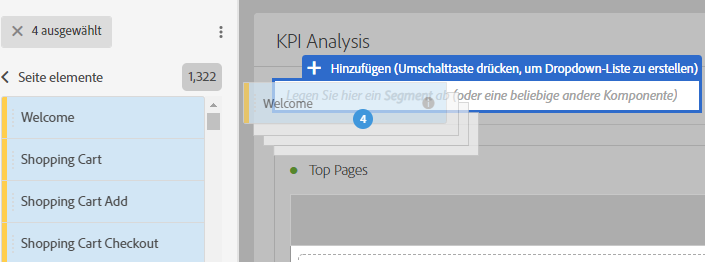 4 ausgewählt
Seite elemente 1,322
Welcome
Shopping Cart
Shopping Cart Add
Shopping Cart Checkout
KPI Analysis
Hinzufügen (Umschalttaste drücken, um Dropdown-Liste zu erstellen)
Legen Sie hier ein Segment ab (oder eine beliebige andere Komponente)
Welcome
4
Top Pages